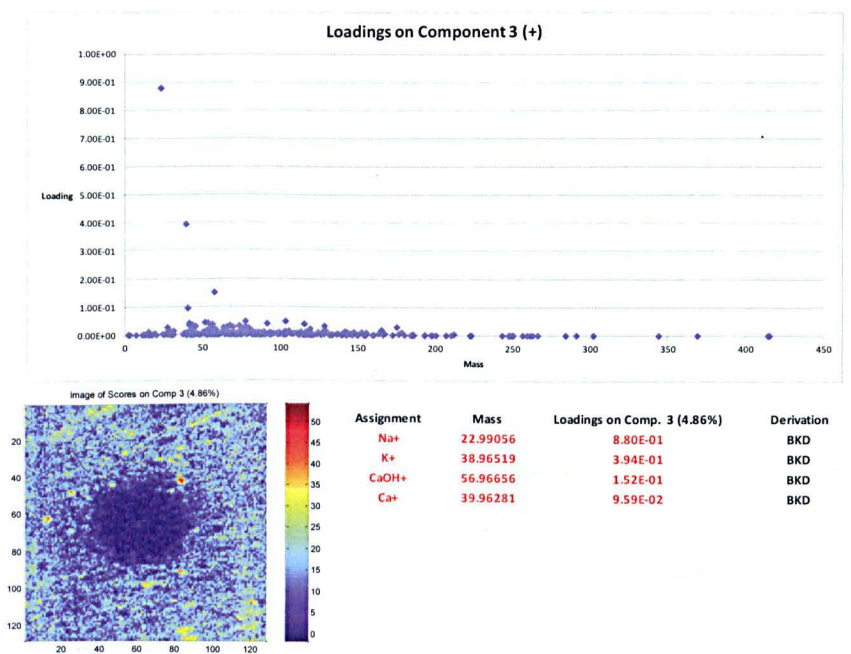 Loadings on Component 3 (+)
1.00E+00
9.00E-01
8.00E-01
7.00E-01
6.00E-01
Loading 5.00E-01
4.00E-01
3.00E-01
2.00E-01
1.00E-01
0.00E+00
0 50 100 150 200 250 300 350 400 450
Mass
Image of Scores on Comp 3 (4.86%)
20
40
60
80
100
120
20 40 60 80 100 120
50
45
40
35
30
25
20
15
10
5
0
Assignment Mass Loadings on Comp. 3 (4.86%) Derivation
Na+ 22.99056 8.80E-01 BKD
K+ 38.96519 3.94E-01 BKD
CaOH+ 56.96656 1.52E-01 BKD
Ca+ 39.96281 9.59E-02 BKD